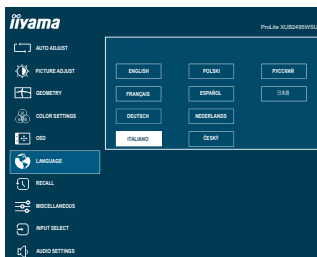 iiyama
ProLite XUB2495WSU
AUTO ADJUST
PICTURE ADJUST
GEOMETRY
COLOR SETTINGS
OSD
LANGUAGE
RECALL
MISCELLANEOUS
INPUT SELECT
AUDIO SETTINGS
ENGLISH POLSKI РУССКИЙ
FRANÇAIS ESPAÑOL 日本語
DEUTSCH NEDERLANDS
ITALIANO ČESKÝ